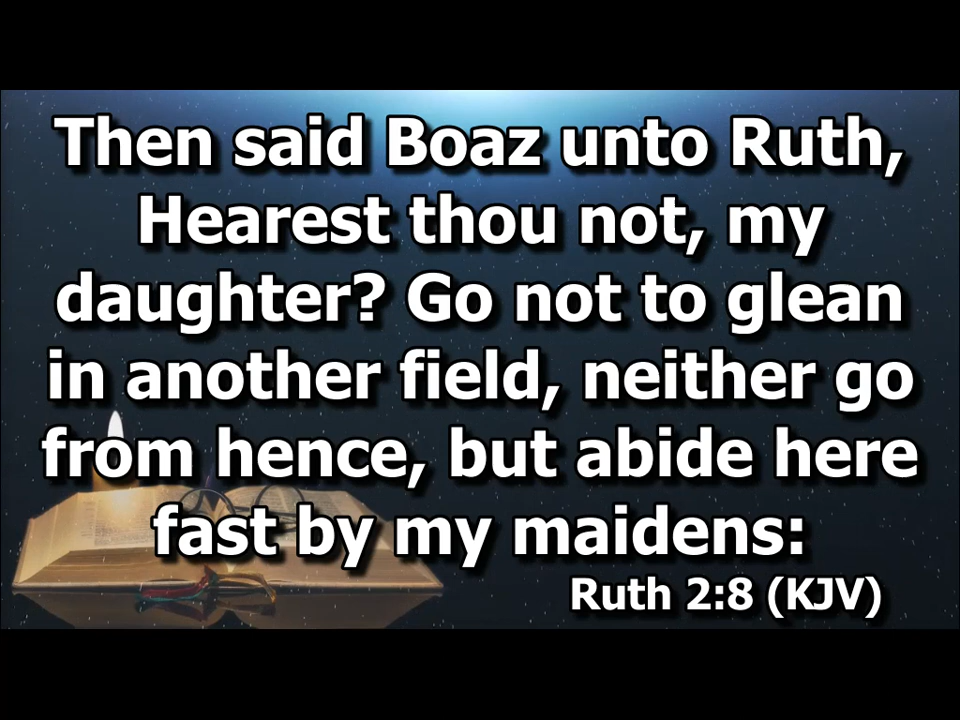 Then said Boaz unto Ruth,
Hearest thou not, my
daughter? Go not to glean
in another field, neither go
from hence, but abide here
fast by my maidens:
Ruth 2:8 (KJV)